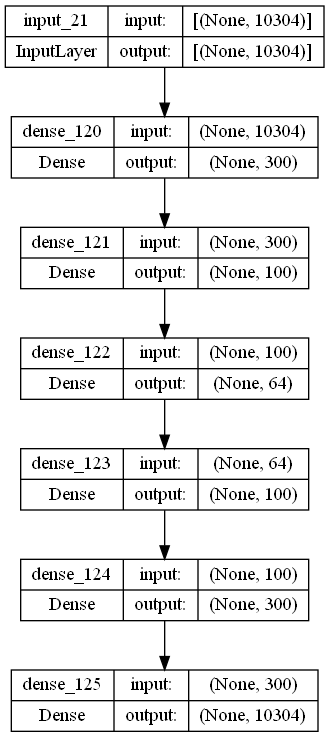 input_21 input: [(None, 10304)]
InputLayer output: [(None, 10304)]
dense_120 input: (None, 10304)
Dense output: (None, 300)
dense_121 input: (None, 300)
Dense output: (None, 100)
dense_122 input: (None, 100)
Dense output: (None, 64)
dense_123 input: (None, 64)
Dense output: (None, 100)
dense_124 input: (None, 100)
Dense output: (None, 300)
dense_125 input: (None, 300)
Dense output: (None, 10304)